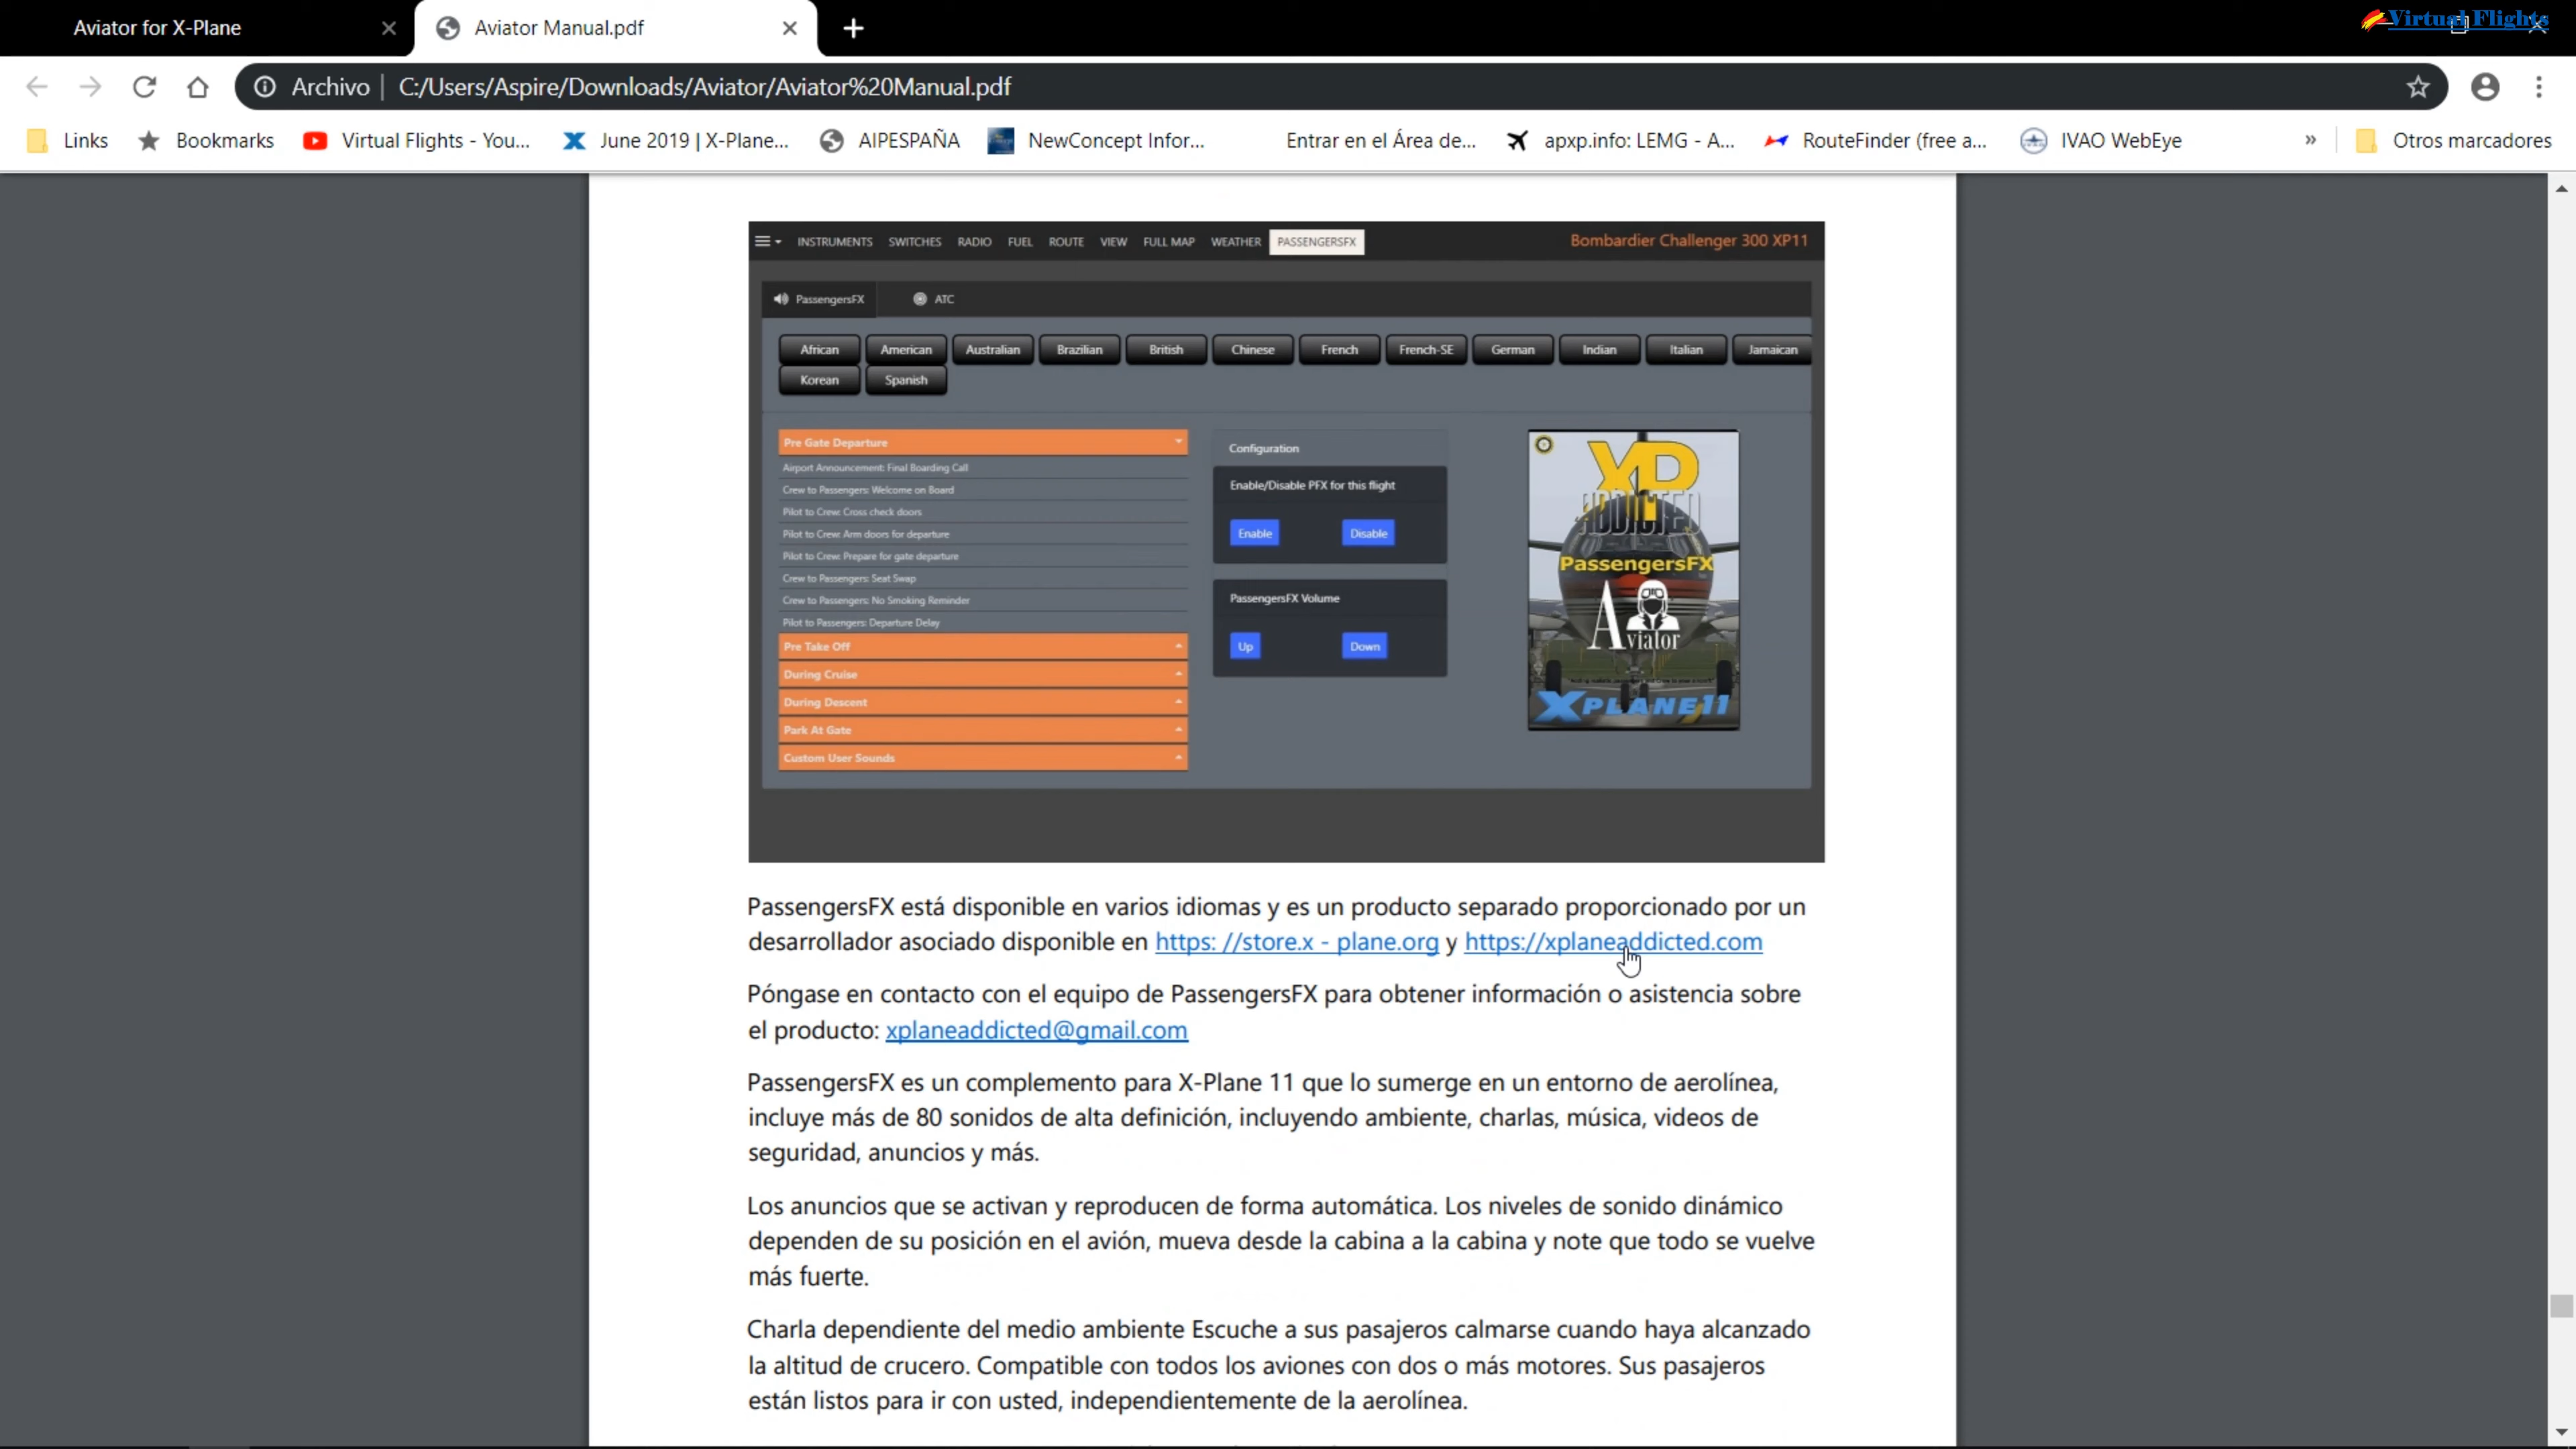 Aviator for X-Plane
Aviator Manual.pdf
Virtual Flights
Archivo
C:/Users/Aspire/Downloads/Aviator/Aviator%20Manual.pdf
Links
Bookmarks
Virtual Flights - You...
June 2019 | X-Plane...
AIPESPAÑA
NewConcept Infor...
Entrar en el Área de...
apxp.info: LEMG - A...
RouteFinder (free a...
IVAO WebEye
»
Otros marcadores
INSTRUMENTS SWITCHES RADIO FUEL ROUTE VIEW FULL MAP WEATHER PASSENGERSFX
Bombardier Challenger 300 XP11
PassengersFX
ATC
African American Australian Brazilian British Chinese French French-SE German Indian Italian Jamaican
Korean Spanish
Pre Gate Departure
Airport Announcement: Final Boarding Call
Crew to Passengers: Welcome on Board
Pilot to Crew: Cross check doors
Pilot to Crew: Arm doors for departure
Pilot to Crew: Prepare for gate departure
Crew to Passengers: Seat Swap
Crew to Passengers: No Smoking Reminder
Pilot to Passengers: Departure Delay
Pre Take Off
During Cruise
During Descent
Park At Gate
Custom User Sounds
Configuration
Enable/Disable PFX for this flight
Enable Disable
PassengersFX Volume
Up Down
XP
ADDICTED
PassengersFX
Aviator
XPLANE11
PassengersFX está disponible en varios idiomas y es un producto separado proporcionado por un
desarrollador asociado disponible en https: //store.x - plane.org y https://xplaneaddicted.com
Póngase en contacto con el equipo de PassengersFX para obtener información o asistencia sobre
el producto: xplaneaddicted@gmail.com
PassengersFX es un complemento para X-Plane 11 que lo sumerge en un entorno de aerolínea,
incluye más de 80 sonidos de alta definición, incluyendo ambiente, charlas, música, videos de
seguridad, anuncios y más.
Los anuncios que se activan y reproducen de forma automática. Los niveles de sonido dinámico
dependen de su posición en el avión, mueva desde la cabina a la cabina y note que todo se vuelve
más fuerte.
Charla dependiente del medio ambiente Escuche a sus pasajeros calmarse cuando haya alcanzado
la altitud de crucero. Compatible con todos los aviones con dos o más motores. Sus pasajeros
están listos para ir con usted, independientemente de la aerolínea.